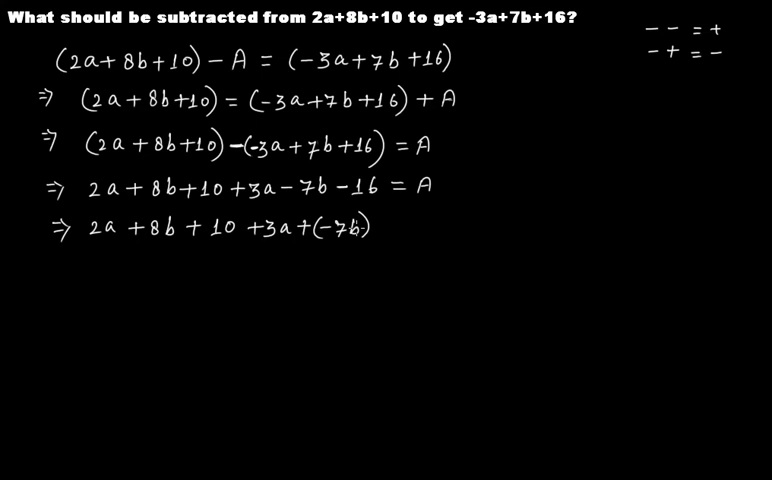 What should be subtracted from 2a+8b+10 to get -3a+7b+16?
- - = +
- + = -
(2a+8b+10) - A = (-3a+7b+16)
⇒ (2a+8b+10) = (-3a+7b+16) + A
⇒ (2a+8b+10) - (-3a+7b+16) = A
⇒ 2a+8b+10+3a-7b-16 = A
⇒ 2a+8b+10+3a+(-7b)